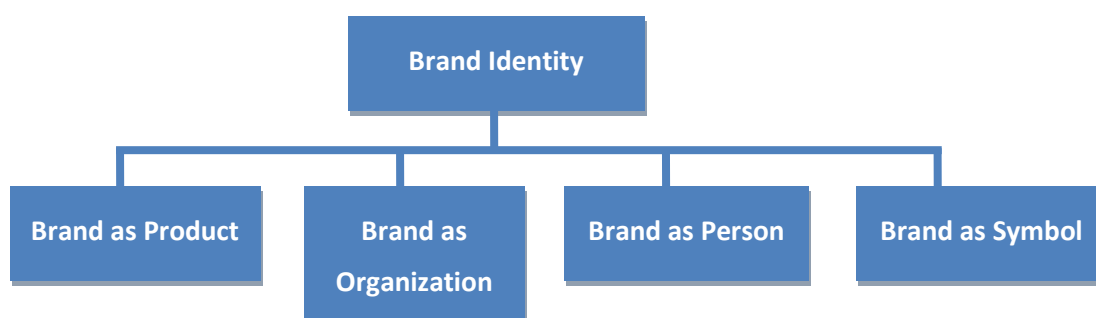 Brand Identity
Brand as Product
Brand as
Organization
Brand as Person
Brand as Symbol